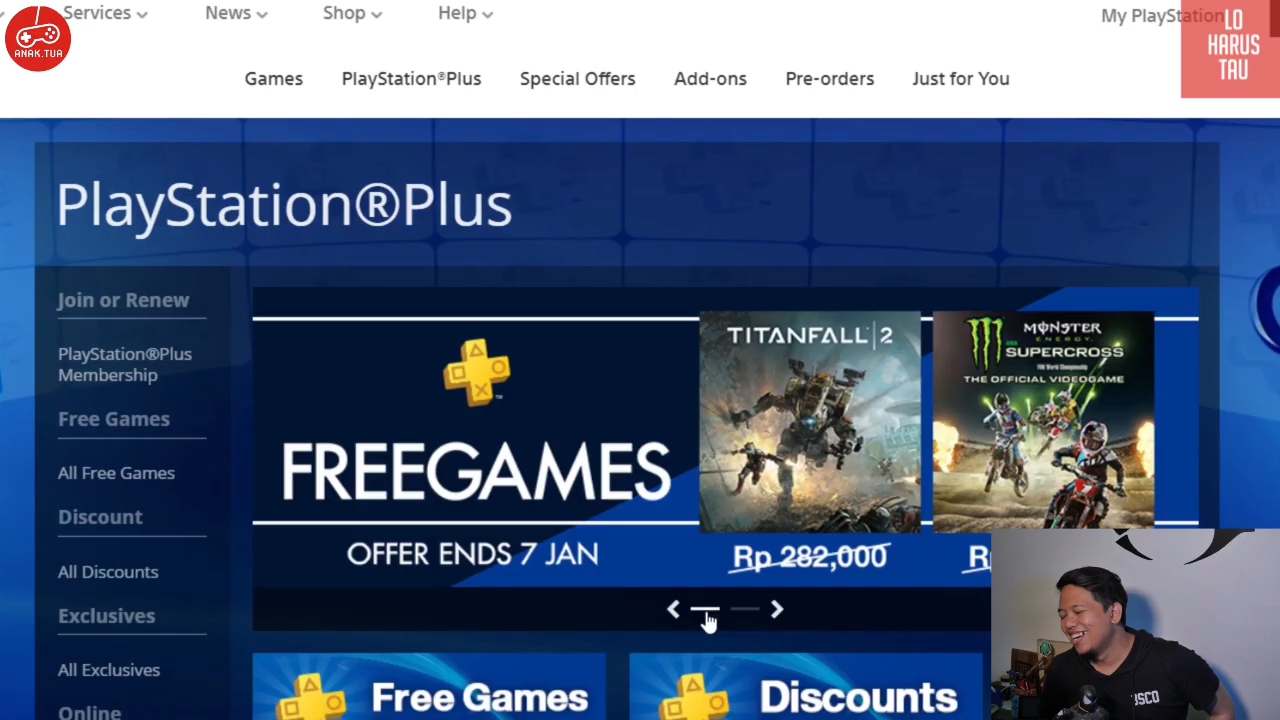 Services
News
Shop
Help
My PlayStation
ANAK.TUA
LO
HARUS
TAU
Games
PlayStation®Plus
Special Offers
Add-ons
Pre-orders
Just for You
PlayStation®Plus
Join or Renew
PlayStation®Plus
Membership
Free Games
All Free Games
Discount
All Discounts
Exclusives
All Exclusives
Online
FREEGAMES
OFFER ENDS 7 JAN
TITANFALL|2
Rp 282,000
MONSTER
ENERGY
SUPERCROSS
THE OFFICIAL VIDEOGAME
Free Games
Discounts